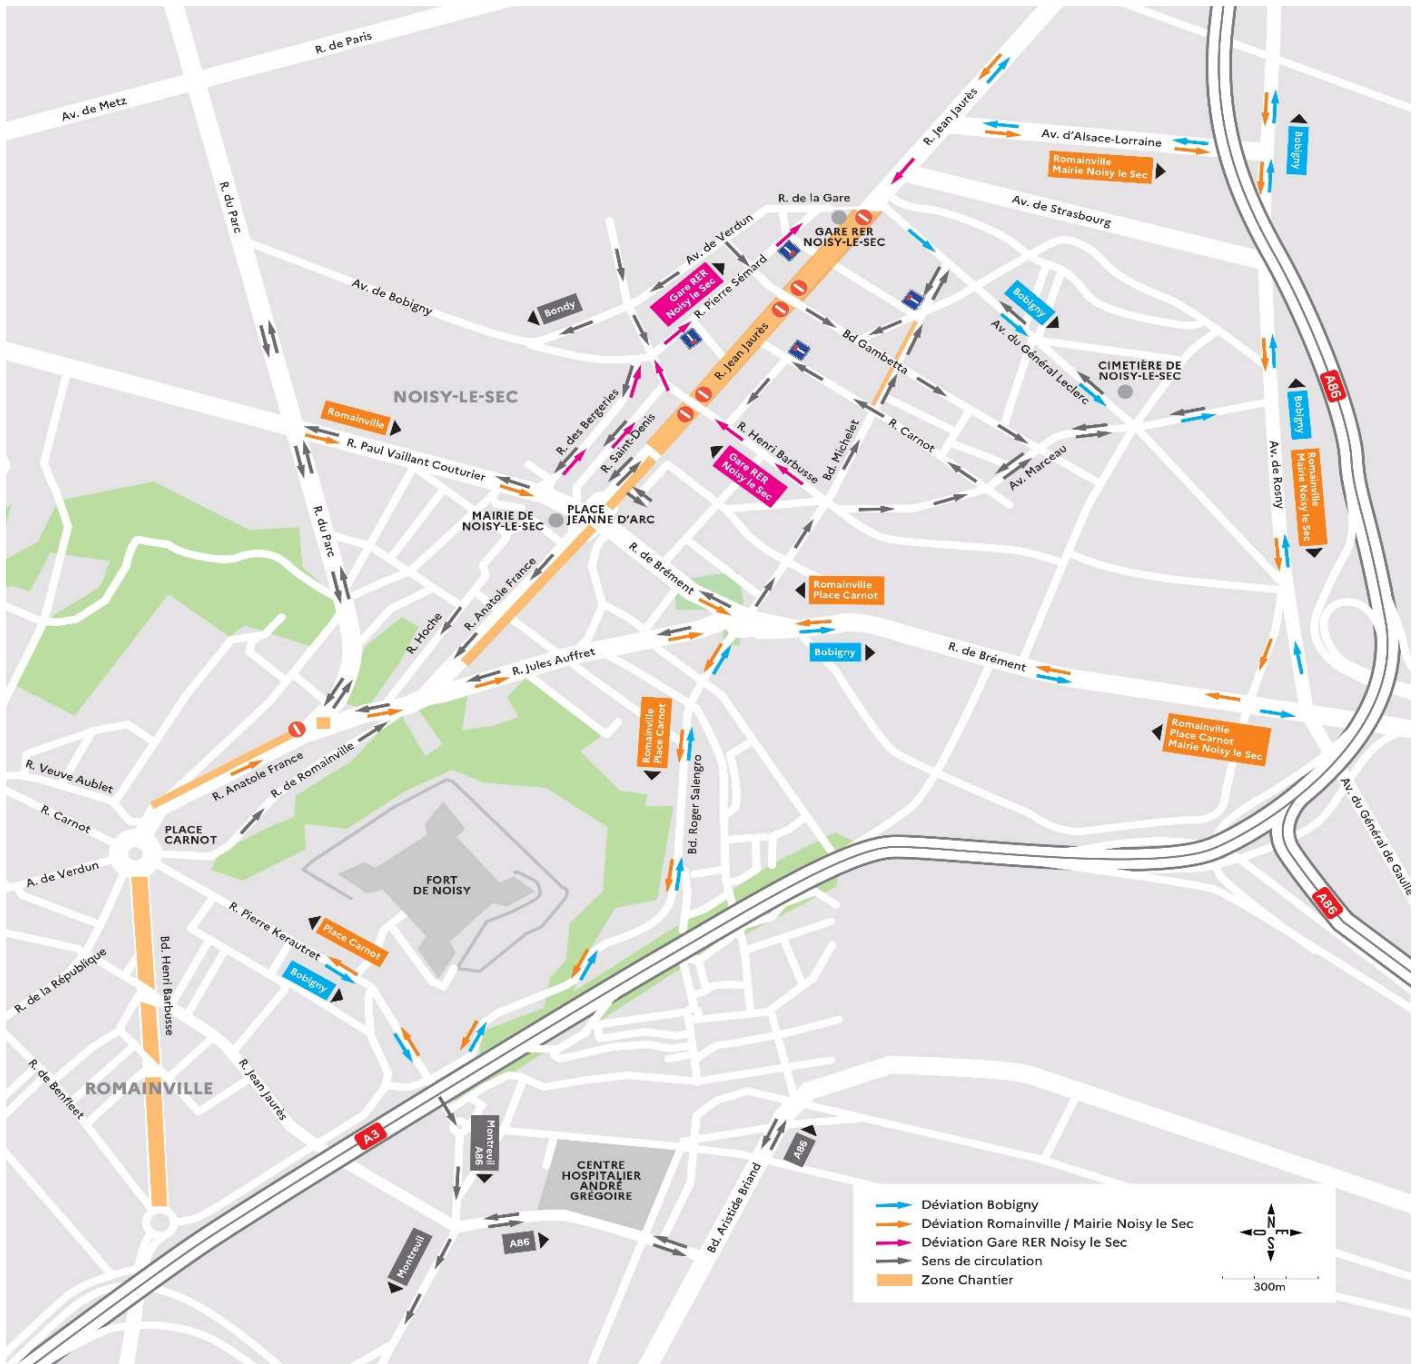 R. de Paris
Av. de Metz
R. Jean Jaurès
Av. d'Alsace-Lorraine
Bobigny
Romainville
Mairie Noisy le Sec
R. du Parc
R. de la Gare
Av. de Strasbourg
Av. de Verdun
GARE RER
NOISY-LE-SEC
Gare RER
Noisy le Sec
R. Pierre Sémard
Av. de Bobigny
Bondy
Bobigny
R. Jean Jaurès
Bd Gambetta
Av. du Général Leclerc
CIMETIÈRE DE
NOISY-LE-SEC
A86
NOISY-LE-SEC
Romainville
R. des Bergeries
R. Saint-Denis
R. Henri Barbusse
Bd. Michelet
R. Carnot
Bobigny
R. Paul Vaillant Couturier
Gare RER
Noisy le Sec
Av. Marceau
Av. de Rosny
Romainville
Mairie Noisy le Sec
MAIRIE DE
NOISY-LE-SEC
PLACE
JEANNE D'ARC
R. du Parc
R. de Brément
R. Anatole France
R. Hoche
Romainville
Place Carnot
Bobigny
R. de Brément
R. Jules Auffret
Romainville
Place Carnot
Romainville
Place Carnot
Mairie Noisy le Sec
R. Veuve Aublet
R. Anatole France
R. de Romainville
Bd. Roger Salengro
Av. du Général de Gaulle
R. Carnot
PLACE
CARNOT
A. de Verdun
FORT
DE NOISY
A86
R. Pierre Kerautret
Place Carnot
Bobigny
R. de la République
Bd. Henri Barbusse
R. de Benfleet
R. Jean Jaurès
ROMAINVILLE
A3
Montreuil
A86
A86
CENTRE
HOSPITALIER
ANDRÉ
GRÉGOIRE
Bd. Aristide Briand
A86
Montreuil
Déviation Bobigny
Déviation Romainville / Mairie Noisy le Sec
Déviation Gare RER Noisy le Sec
Sens de circulation
Zone Chantier
N
O E
S
300m